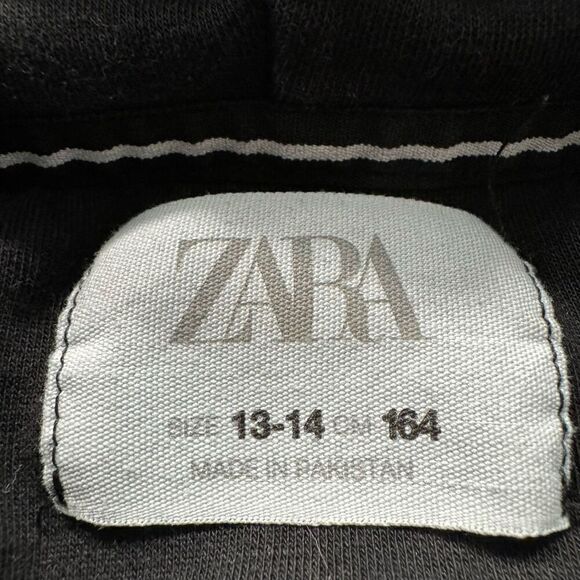 ZARA
SIZE 13-14 CM 164
MADE IN PAKISTAN